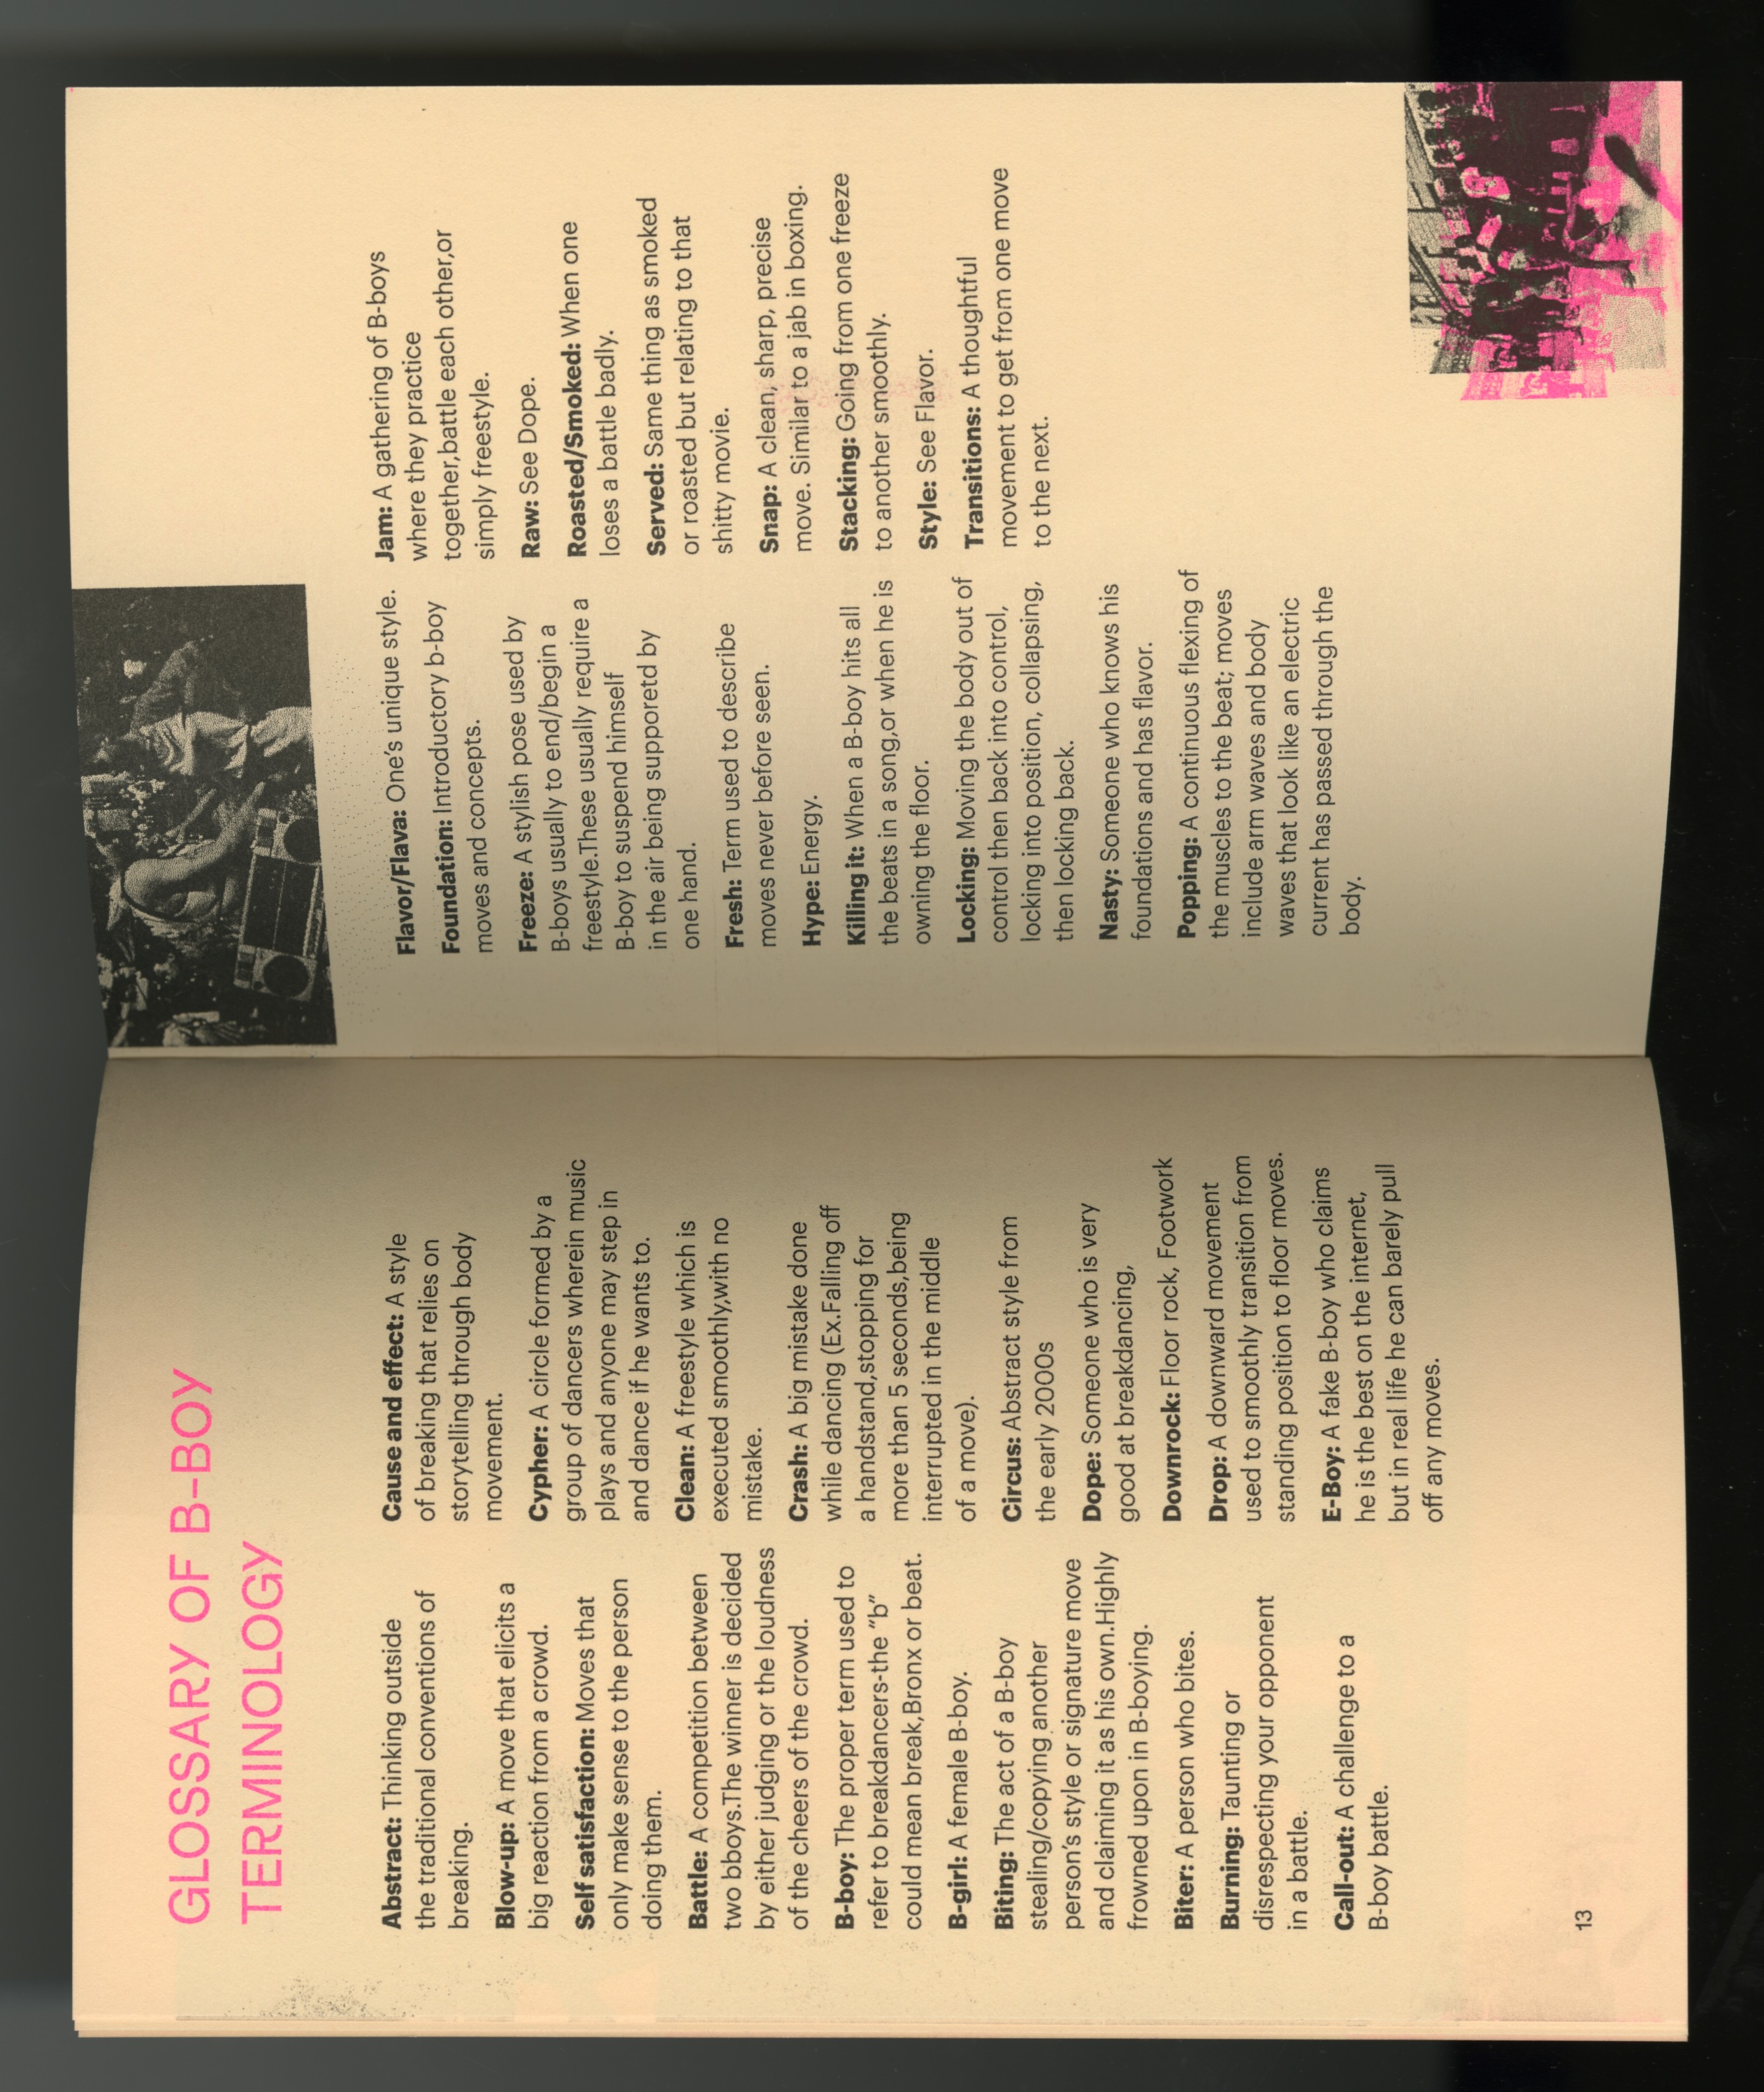 GLOSSARY OF B-BOY
TERMINOLOGY
Abstract: Thinking outside
the traditional conventions of
breaking.
Blow-up: A move that elicits a
big reaction from a crowd.
Self satisfaction: Moves that
only make sense to the person
doing them.
Battle: A competition between
two bboys.The winner is decided
by either judging or the loudness
of the cheers of the crowd.
B-boy: The proper term used to
refer to breakdancers-the "b"
could mean break,Bronx or beat.
B-girl: A female B-boy.
Biting: The act of a B-boy
stealing/copying another
person's style or signature move
and claiming it as his own.Highly
frowned upon in B-boying.
Biter: A person who bites.
Burning: Taunting or
disrespecting your opponent
in a battle.
Call-out: A challenge to a
B-boy battle.
13
Cause and effect: A style
of breaking that relies on
storytelling through body
movement.
Cypher: A circle formed by a
group of dancers wherein music
plays and anyone may step in
and dance if he wants to.
Clean: A freestyle which is
executed smoothly,with no
mistake.
Crash: A big mistake done
while dancing (Ex.Falling off
a handstand,stopping for
more than 5 seconds,being
interrupted in the middle
of a move).
Circus: Abstract style from
the early 2000s
Dope: Someone who is very
good at breakdancing,
Downrock: Floor rock, Footwork
Drop: A downward movement
used to smoothly transition from
standing position to floor moves.
E-Boy: A fake B-boy who claims
he is the best on the internet,
but in real life he can barely pull
off any moves.
Flavor/Flava: One's unique style.
Foundation: Introductory b-boy
moves and concepts.
Freeze: A stylish pose used by
B-boys usually to end/begin a
freestyle.These usually require a
B-boy to suspend himself
in the air being supporetd by
one hand.
Fresh: Term used to describe
moves never before seen.
Hype: Energy.
Killing it: When a B-boy hits all
the beats in a song,or when he is
owning the floor.
Locking: Moving the body out of
control then back into control,
locking into position, collapsing,
then locking back.
Nasty: Someone who knows his
foundations and has flavor.
Popping: A continuous flexing of
the muscles to the beat; moves
include arm waves and body
waves that look like an electric
current has passed through the
body.
Jam: A gathering of B-boys
where they practice
together,battle each other,or
simply freestyle.
Raw: See Dope.
Roasted/Smoked: When one
loses a battle badly.
Served: Same thing as smoked
or roasted but relating to that
shitty movie.
Snap: A clean, sharp, precise
move. Similar to a jab in boxing.
Stacking: Going from one freeze
to another smoothly.
Style: See Flavor.
Transitions: A thoughtful
movement to get from one move
to the next.